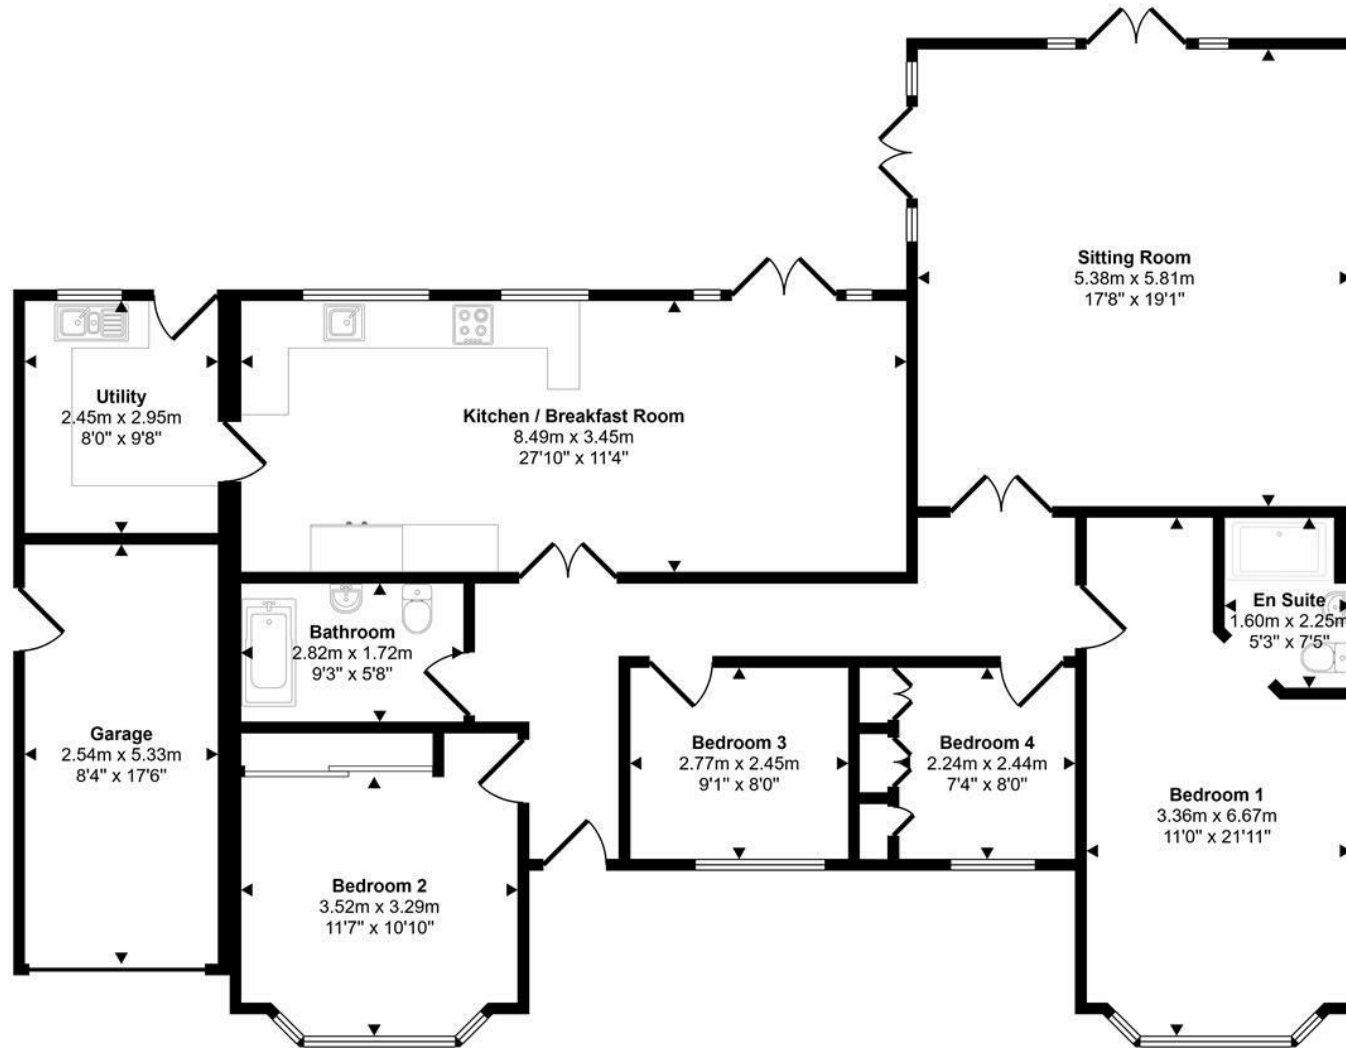 Sitting Room
5.38m x 5.81m
17'8" x 19'1"
Utility
2.45m x 2.95m
8'0" x 9'8"
Kitchen / Breakfast Room
8.49m x 3.45m
27'10" x 11'4"
En Suite
1.60m x 2.25m
5'3" x 7'5"
Bathroom
2.82m x 1.72m
9'3" x 5'8"
Garage
2.54m x 5.33m
8'4" x 17'6"
Bedroom 3
2.77m x 2.45m
9'1" x 8'0"
Bedroom 4
2.24m x 2.44m
7'4" x 8'0"
Bedroom 1
3.36m x 6.67m
11'0" x 21'11"
Bedroom 2
3.52m x 3.29m
11'7" x 10'10"